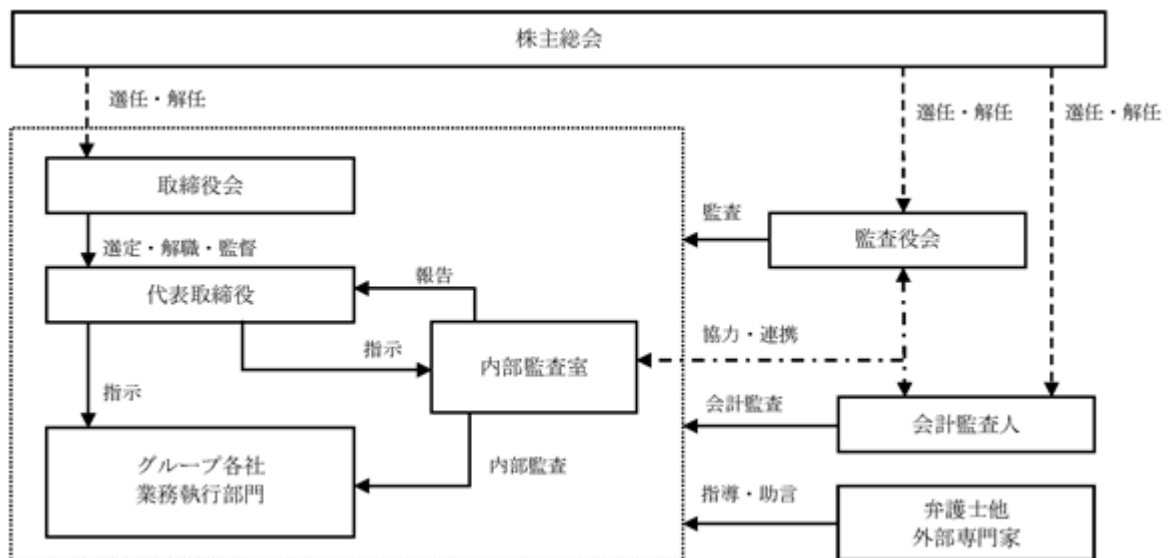 株主総会
選任・解任
選任・解任
選任・解任
取締役会
監査
監査役会
選定・解職・監督
代表取締役
報告
協力・連携
指示
内部監査室
指示
会計監査
会計監査人
グループ各社
業務執行部門
内部監査
指導・助言
弁護士他
外部専門家